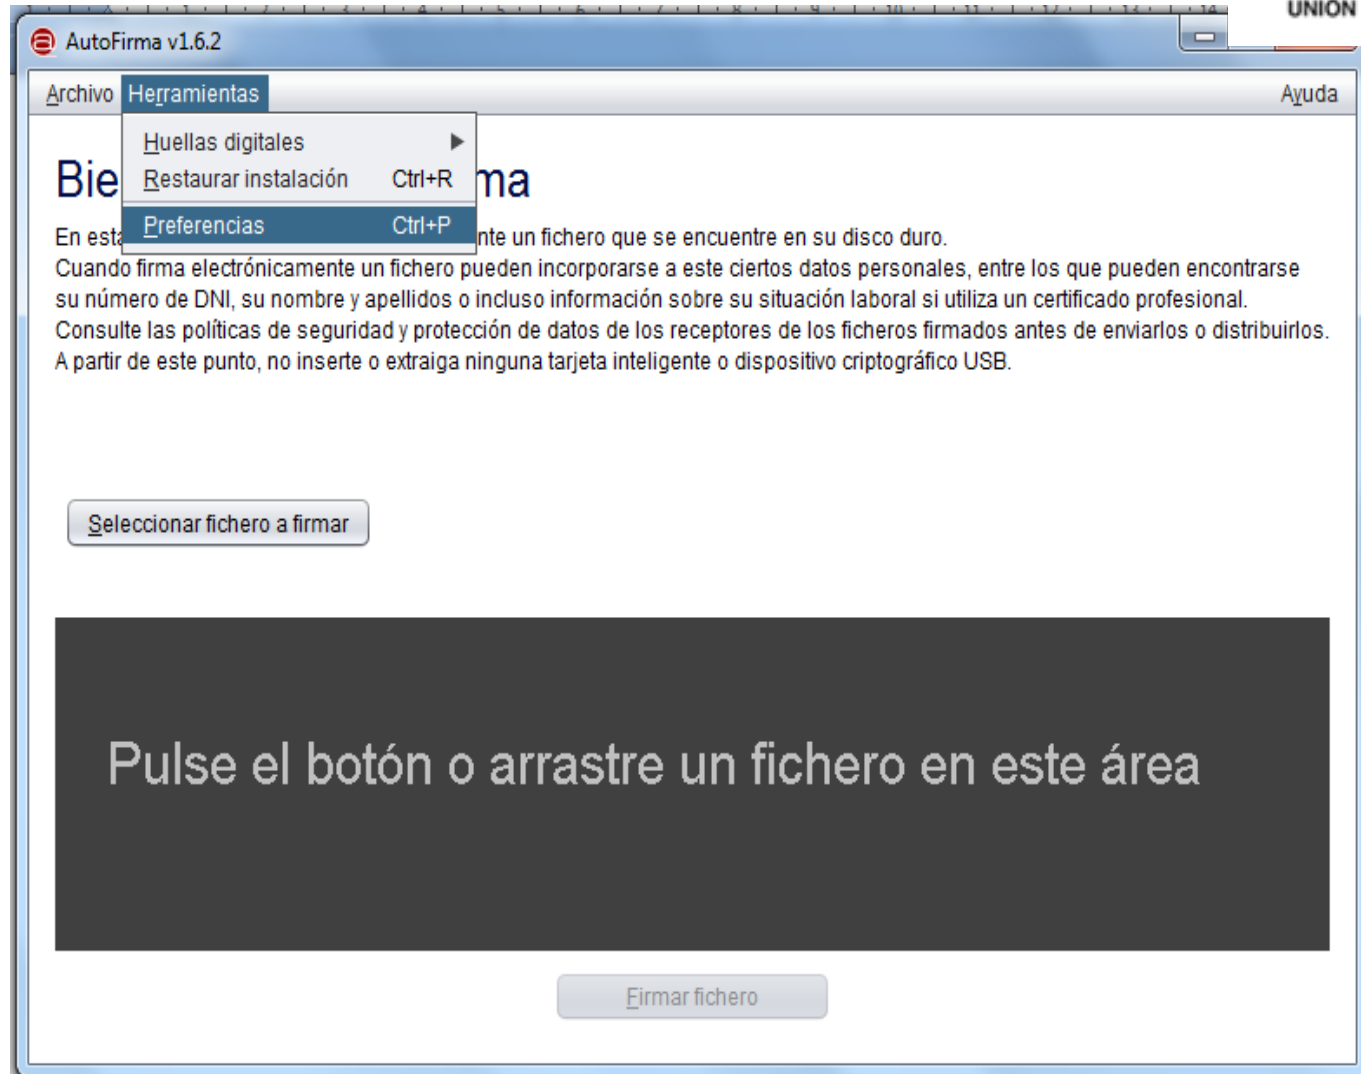 UNIÓN
AutoFirma v1.6.2
Archivo Herramientas Ayuda
Huellas digitales
Restaurar instalación Ctrl+R
Preferencias Ctrl+P
Bie ma
En esta nte un fichero que se encuentre en su disco duro.
Cuando firma electrónicamente un fichero pueden incorporarse a este ciertos datos personales, entre los que pueden encontrarse
su número de DNI, su nombre y apellidos o incluso información sobre su situación laboral si utiliza un certificado profesional.
Consulte las políticas de seguridad y protección de datos de los receptores de los ficheros firmados antes de enviarlos o distribuirlos.
A partir de este punto, no inserte o extraiga ninguna tarjeta inteligente o dispositivo criptográfico USB.
Seleccionar fichero a firmar
Pulse el botón o arrastre un fichero en este área
Firmar fichero